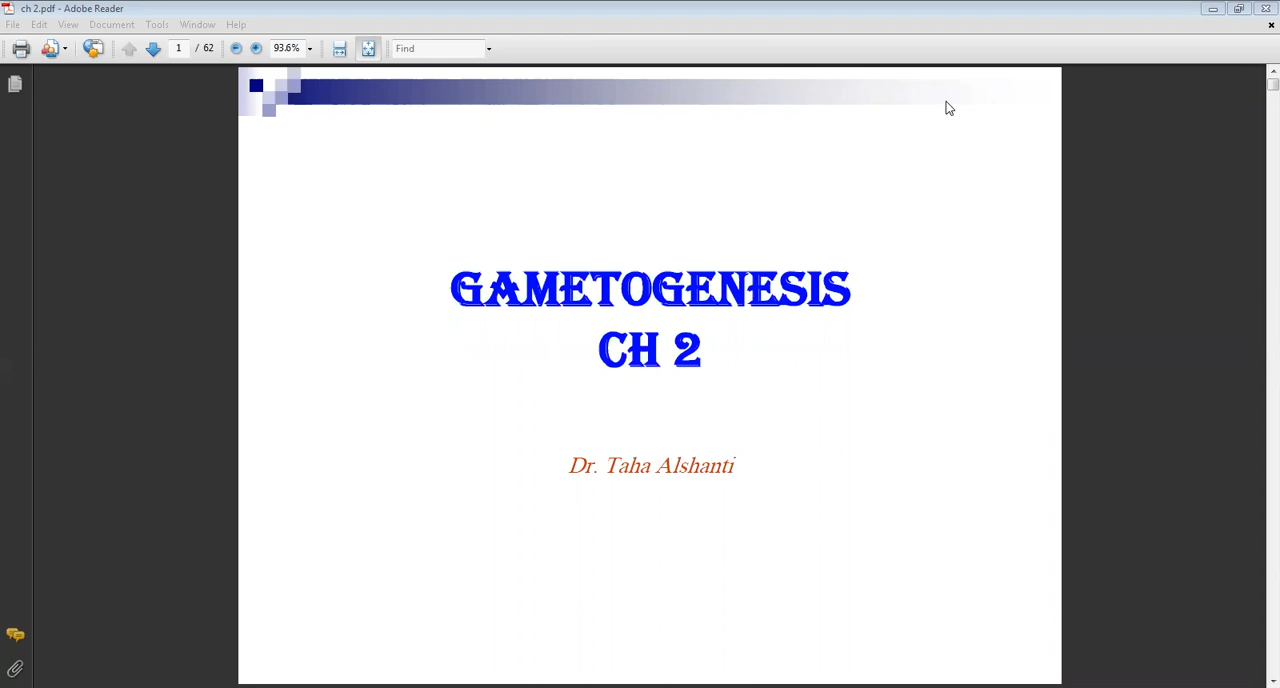 ch 2.pdf - Adobe Reader
File Edit View Document Tools Window Help
1 / 62 93.6% Find
GAMETOGENESIS
CH 2
Dr. Taha Alshanti